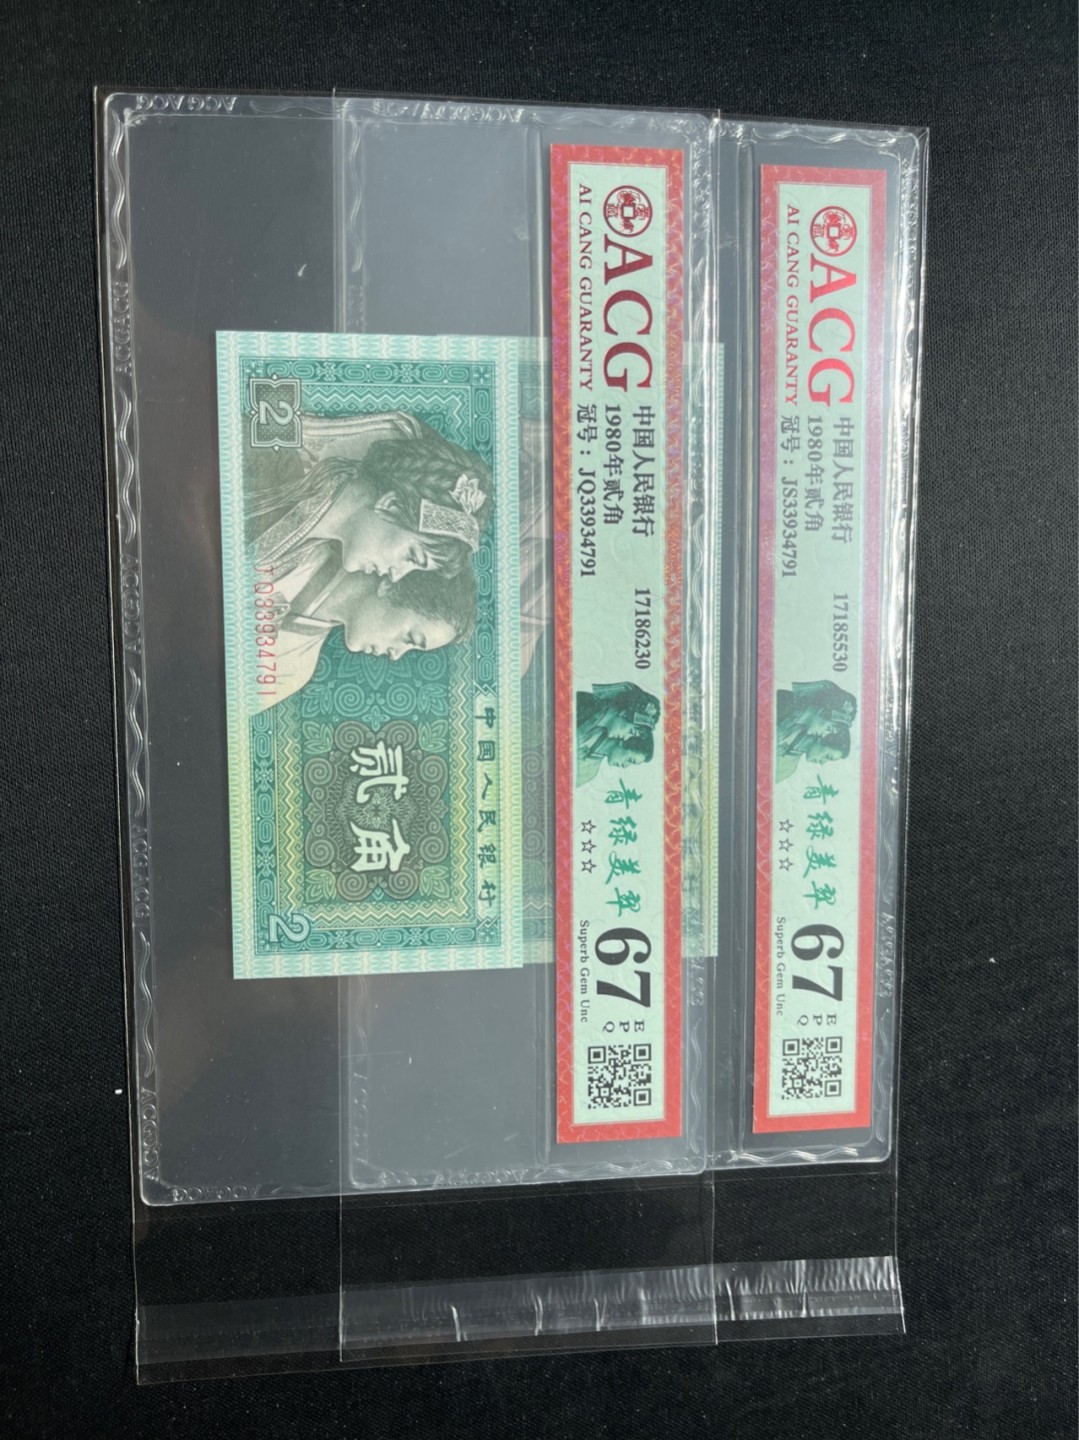 ACG
AI CANG GUARANTY
中国人民银行
1980年贰角
冠号：JS33934791
17185530
青绿美翠
☆☆☆
67
EPQ
Superb Gem Unc
ACG
AI CANG GUARANTY
中国人民银行
1980年贰角
冠号：JQ33934791
17186230
青绿美翠
☆☆☆
67
EPQ
Superb Gem Unc
中国人民银行
2
贰角
JQ33934791
2
ACG ACG